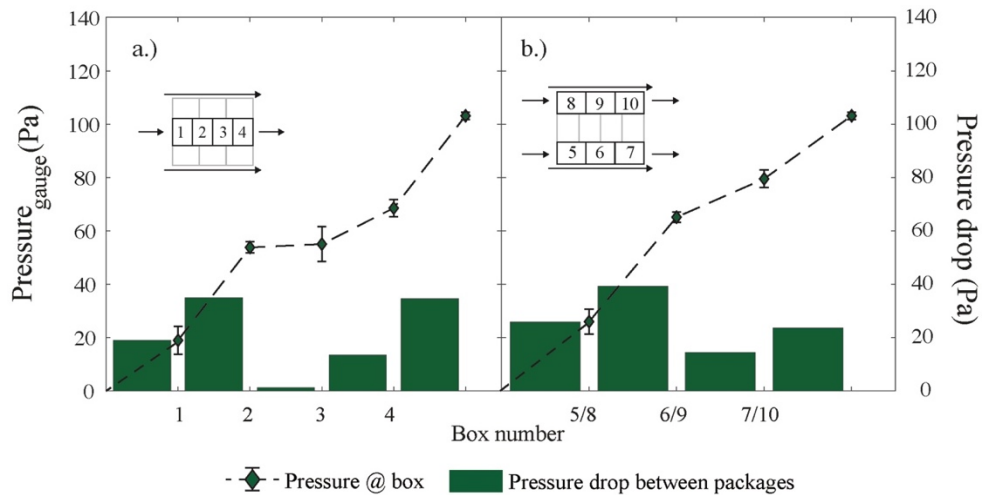 a.)
b.)
140
120
100
80
60
40
20
0
Pressure gauge (Pa)
1 2 3 4
8 9 10
5 6 7
140
120
100
80
60
40
20
0
Pressure drop (Pa)
1 2 3 4 5/8 6/9 7/10
Box number
Pressure @ box
Pressure drop between packages